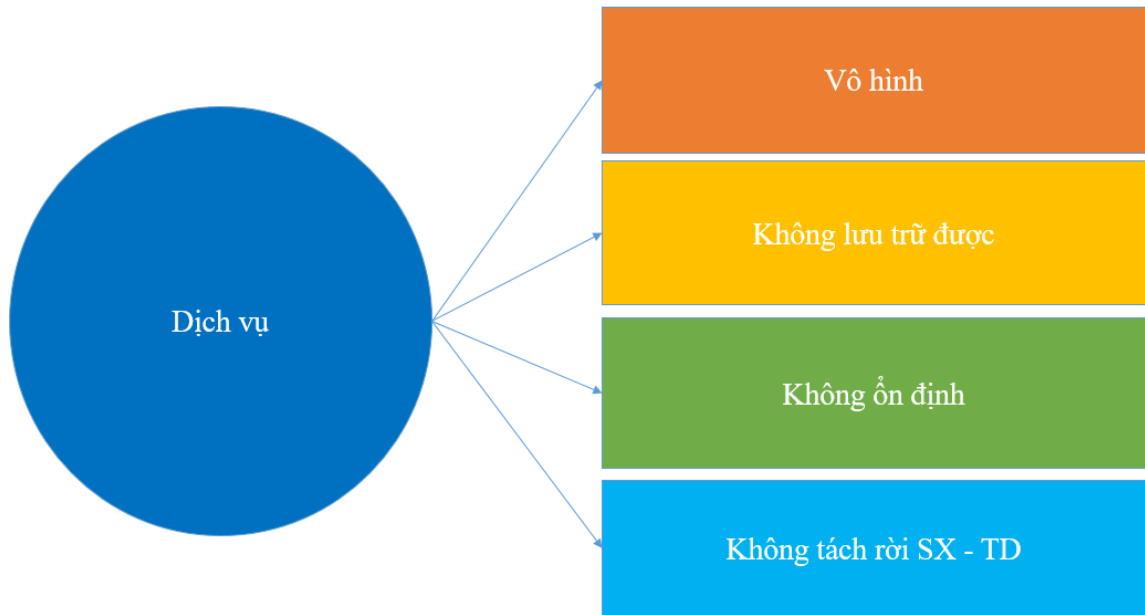 Dịch vụ
Vô hình
Không lưu trữ được
Không ổn định
Không tách rời SX - TD